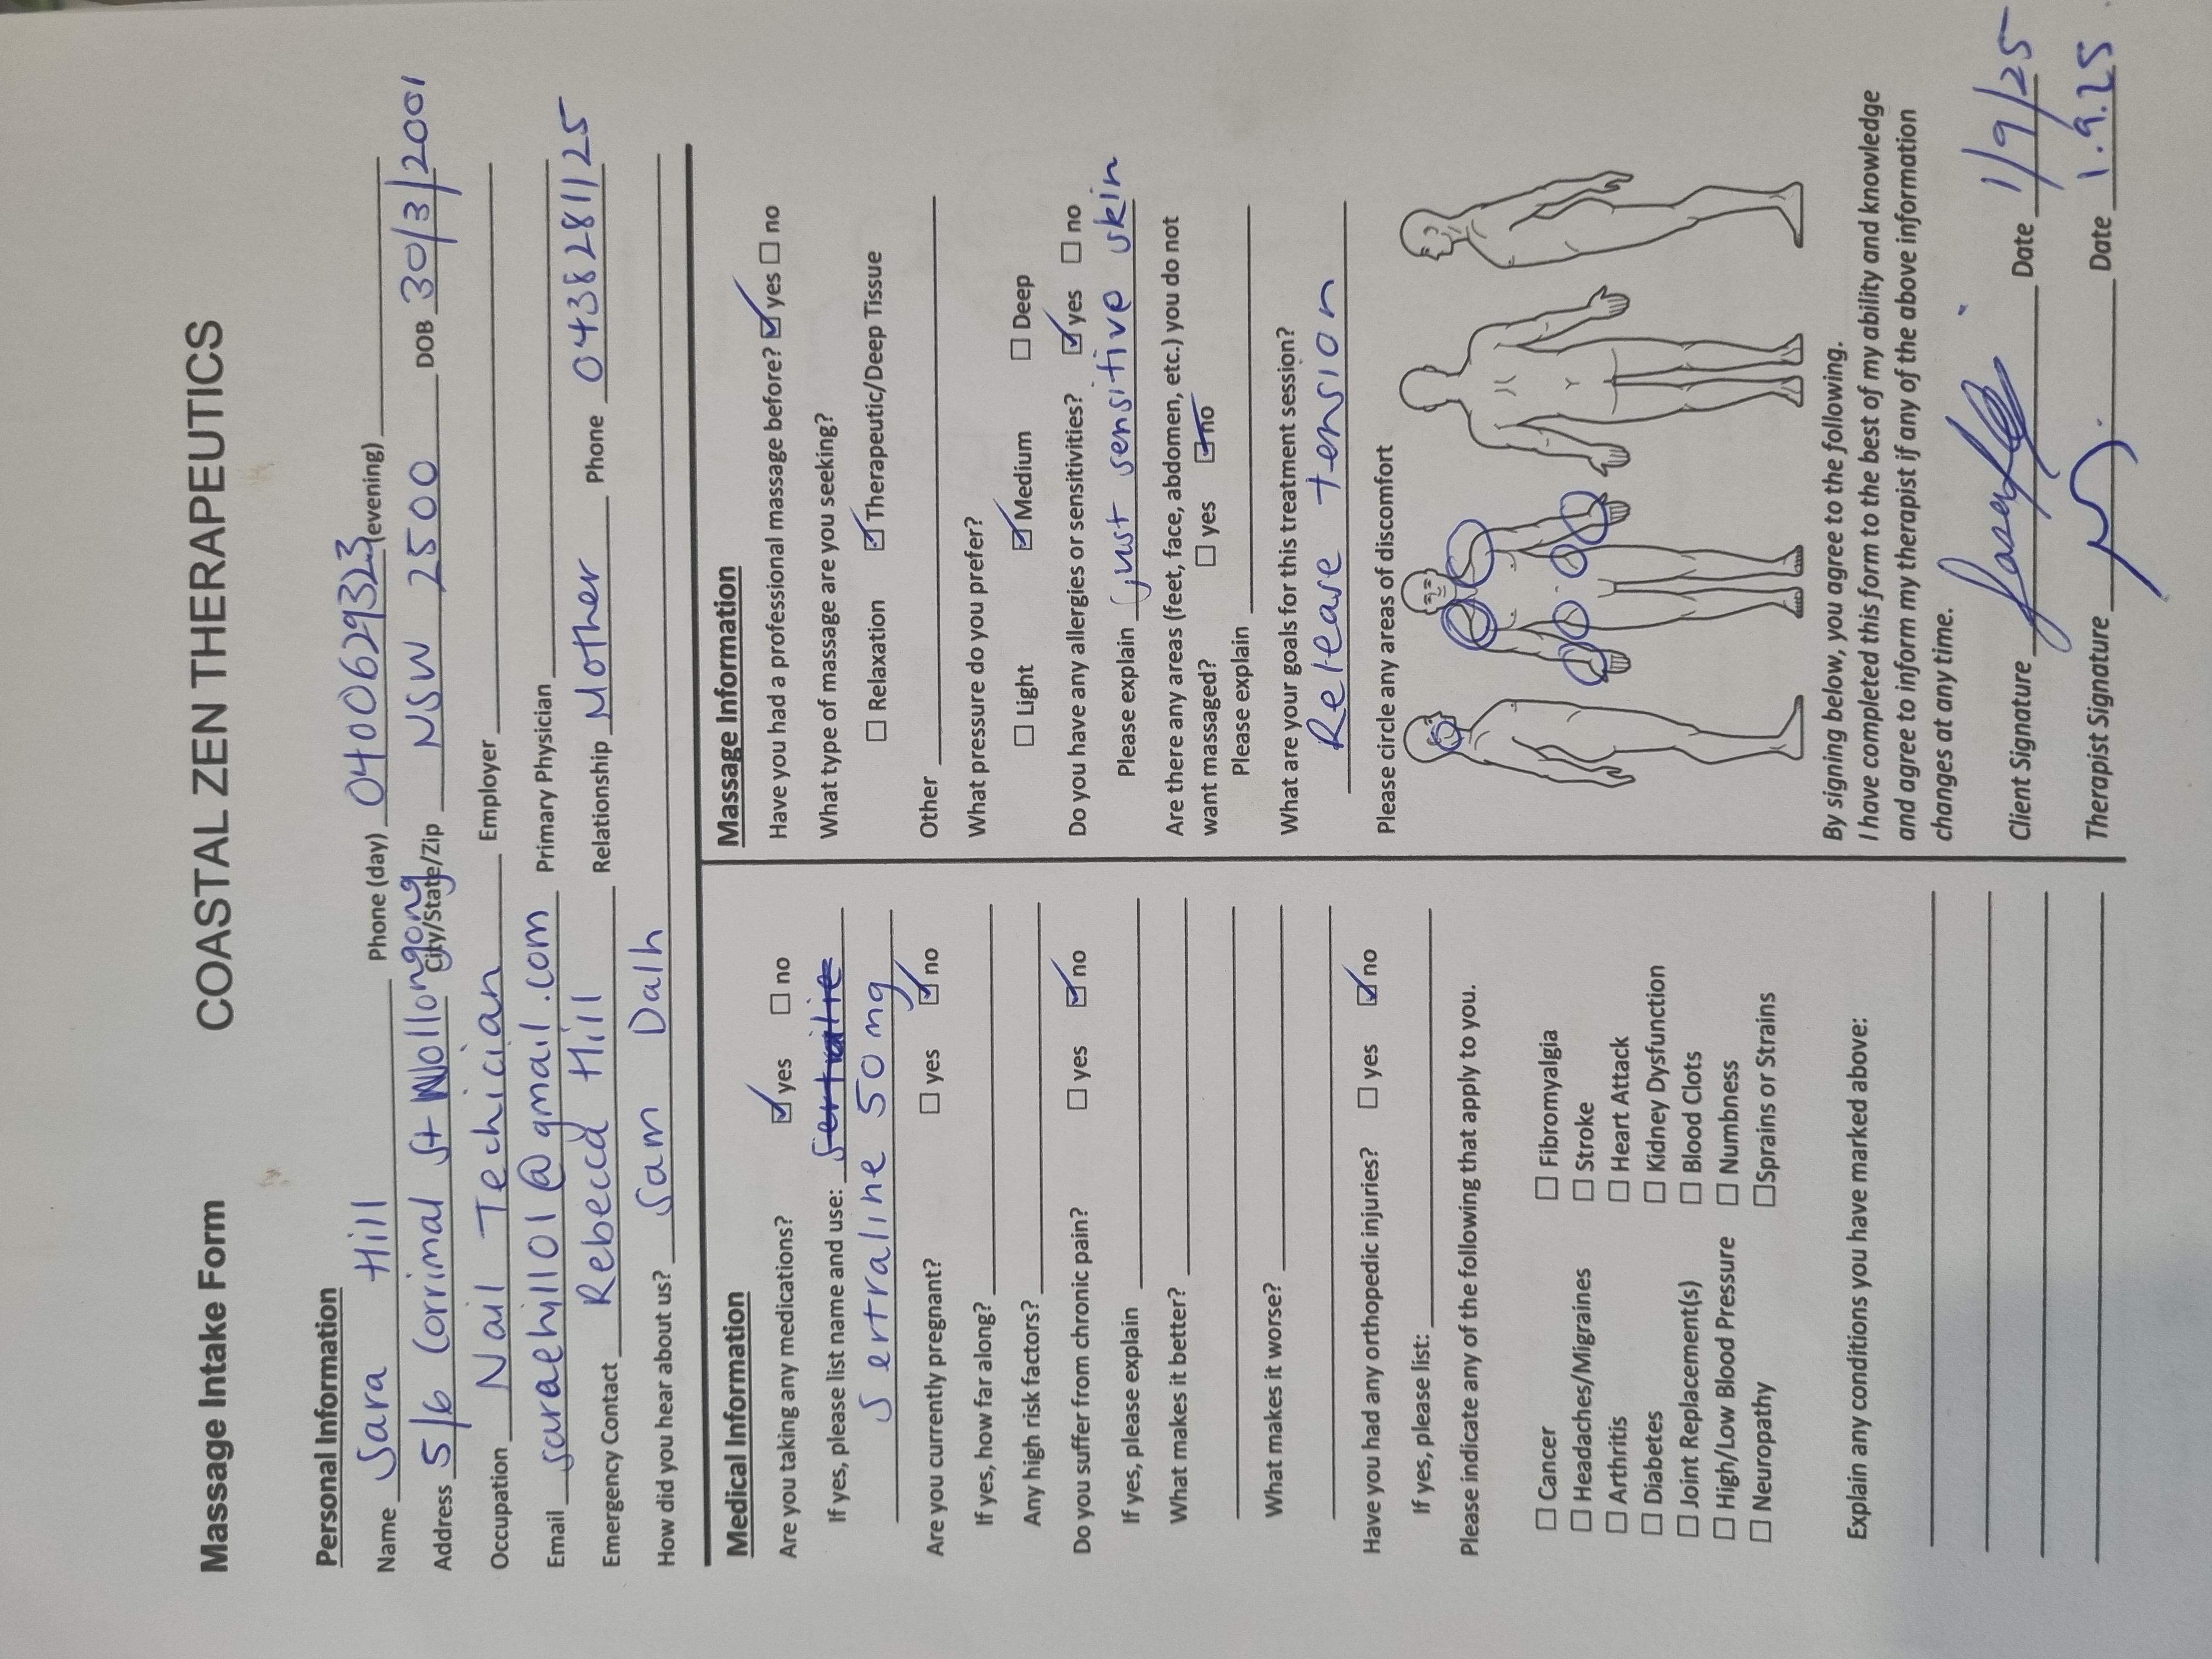 Massage Intake Form COASTAL ZEN THERAPEUTICS
Personal Information
Name Sara Hill Phone (day) 0400629323 (evening)
Address 5/6 Corrimal St Wollongong City/State/Zip NSW 2500 DOB 30/3/2001
Occupation Nail Techician Employer
Email saraehill01@gmail.com Primary Physician
Emergency Contact Rebecca Hill Relationship Mother Phone 0438281125
How did you hear about us? Sam Dalh
Medical Information
Are you taking any medications? ☑ yes ☐ no
If yes, please list name and use:
Sertraline 50mg
Are you currently pregnant? ☐ yes ☑ no
If yes, how far along?
Any high risk factors?
Do you suffer from chronic pain? ☐ yes ☑ no
If yes, please explain
What makes it better?
What makes it worse?
Have you had any orthopedic injuries? ☐ yes ☑ no
If yes, please list:
Please indicate any of the following that apply to you.
☐ Cancer ☐ Fibromyalgia
☐ Headaches/Migraines ☐ Stroke
☐ Arthritis ☐ Heart Attack
☐ Diabetes ☐ Kidney Dysfunction
☐ Joint Replacement(s) ☐ Blood Clots
☐ High/Low Blood Pressure ☐ Numbness
☐ Neuropathy ☐ Sprains or Strains
Explain any conditions you have marked above:
Massage Information
Have you had a professional massage before? ☑ yes ☐ no
What type of massage are you seeking?
☐ Relaxation ☑ Therapeutic/Deep Tissue
Other
What pressure do you prefer?
☐ Light ☑ Medium ☐ Deep
Do you have any allergies or sensitivities? ☑ yes ☐ no
Please explain just sensitive skin
Are there any areas (feet, face, abdomen, etc.) you do not
want massaged? ☐ yes ☑ no
Please explain
What are your goals for this treatment session?
Release tension
Please circle any areas of discomfort
By signing below, you agree to the following.
I have completed this form to the best of my ability and knowledge
and agree to inform my therapist if any of the above information
changes at any time.
Client Signature Date 1/9/25
Therapist Signature Date 1.9.25